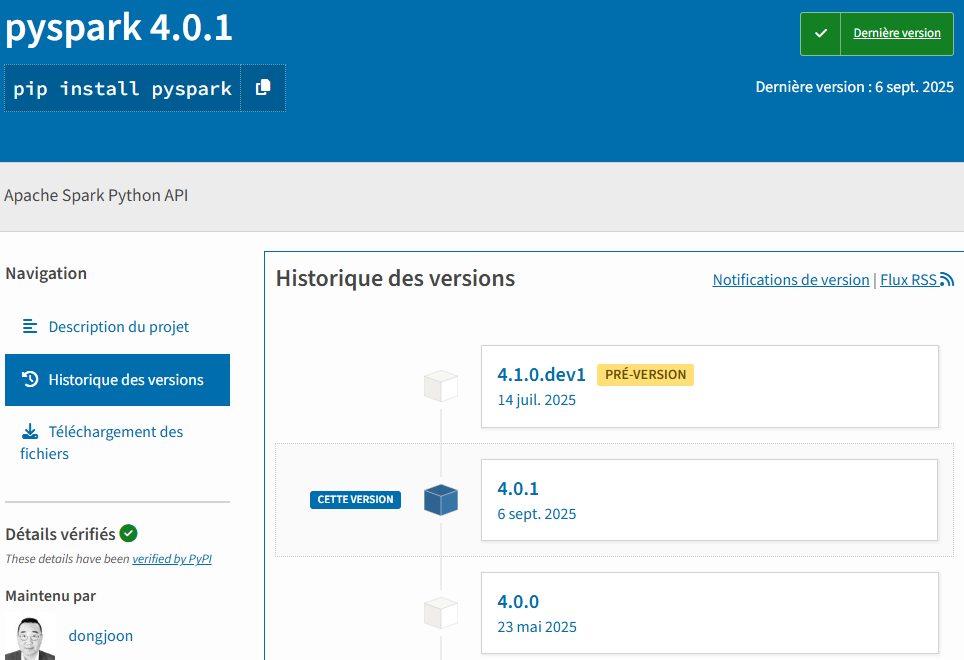 pyspark 4.0.1
Dernière version
pip install pyspark
Dernière version : 6 sept. 2025
Apache Spark Python API
Navigation
Description du projet
Historique des versions
Téléchargement des
fichiers
Détails vérifiés
These details have been verified by PyPI
Maintenu par
dongjoon
Historique des versions
Notifications de version | Flux RSS
4.1.0.dev1 PRÉ-VERSION
14 juil. 2025
CETTE VERSION
4.0.1
6 sept. 2025
4.0.0
23 mai 2025